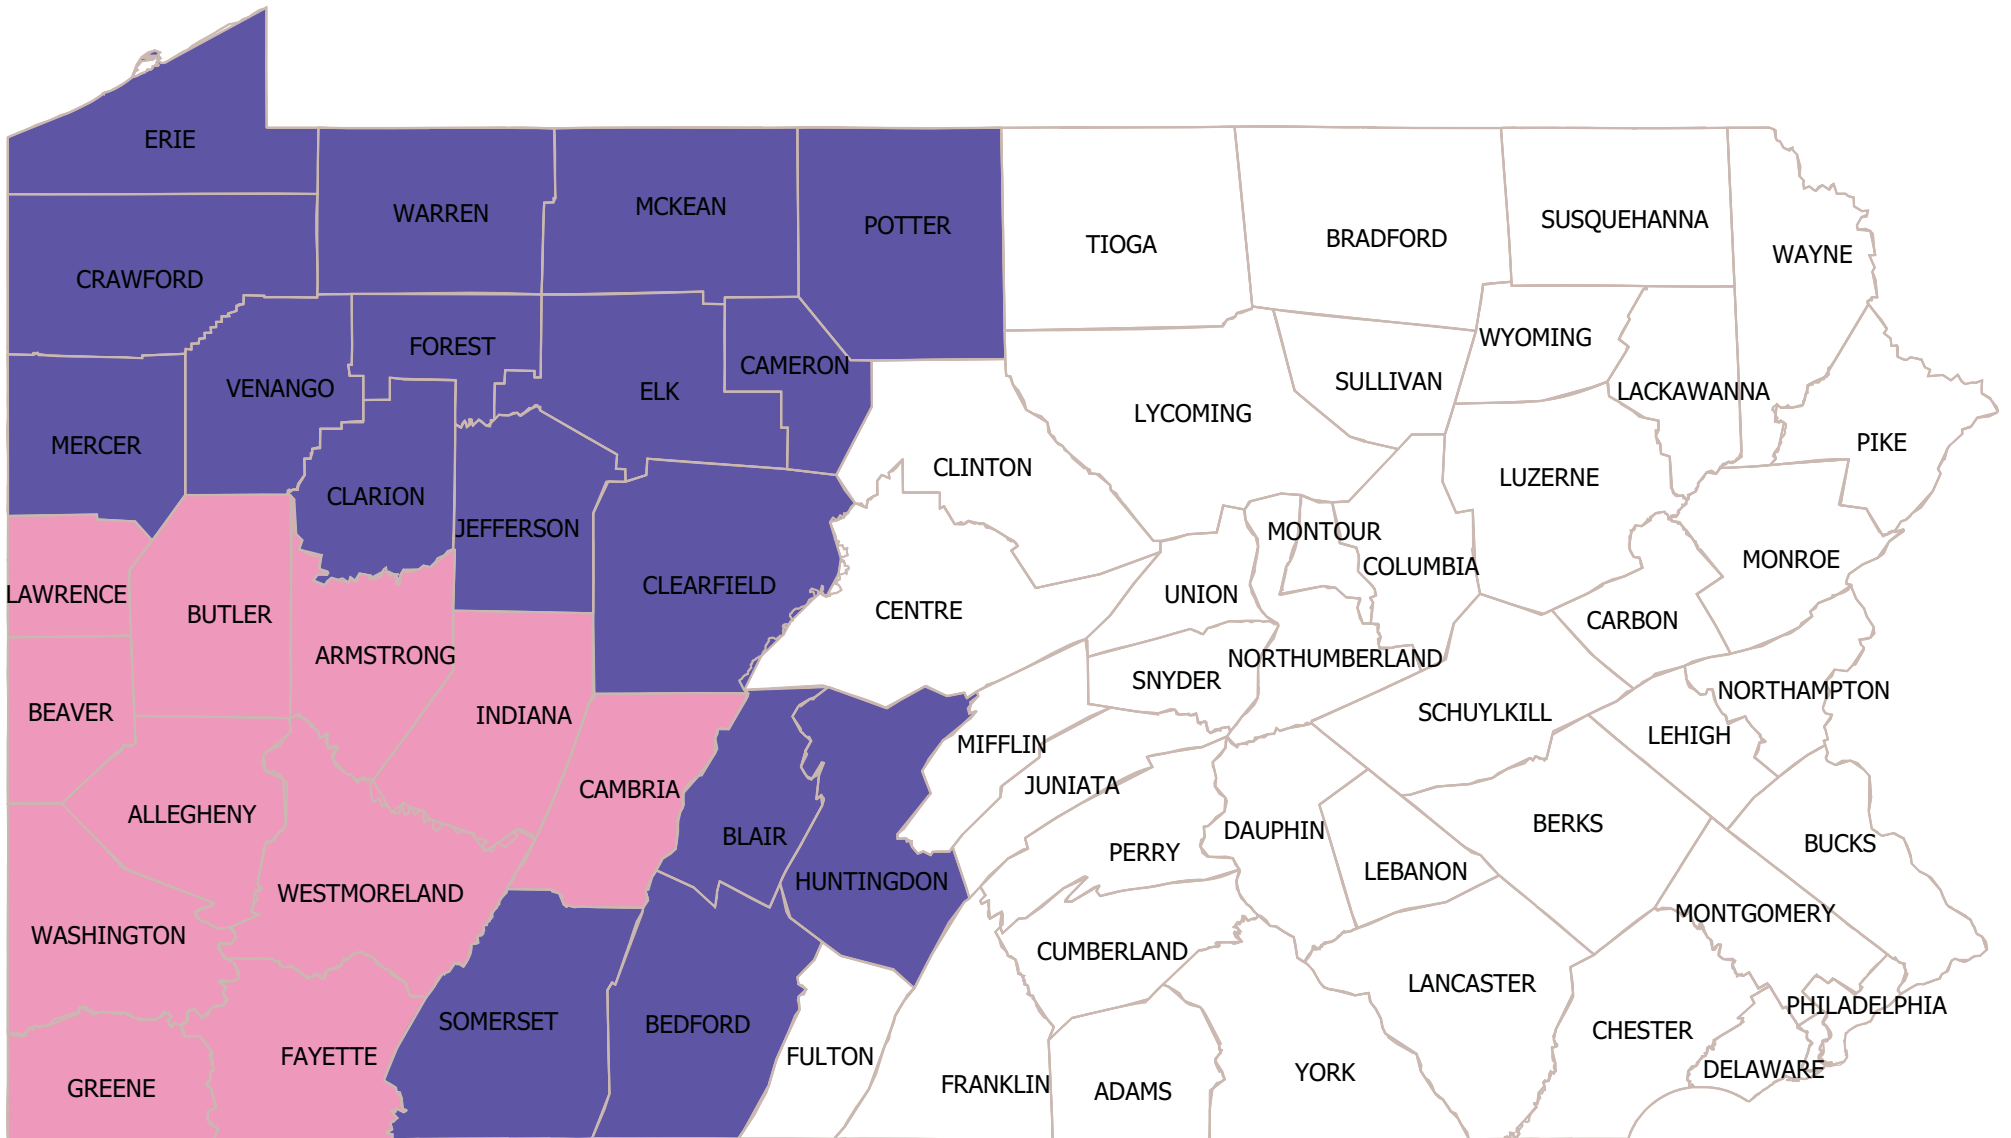 ERIE
WARREN
MCKEAN
POTTER
TIOGA
BRADFORD
SUSQUEHANNA
WAYNE
CRAWFORD
VENANGO
FOREST
ELK
CAMERON
WYOMING
SULLIVAN
LACKAWANNA
LYCOMING
PIKE
MERCER
CLARION
JEFFERSON
CLINTON
LUZERNE
MONTOUR
COLUMBIA
MONROE
LAWRENCE
BUTLER
CLEARFIELD
CENTRE
UNION
CARBON
ARMSTRONG
NORTHUMBERLAND
SNYDER
NORTHAMPTON
BEAVER
INDIANA
SCHUYLKILL
LEHIGH
MIFFLIN
CAMBRIA
JUNIATA
ALLEGHENY
BLAIR
DAUPHIN
BERKS
PERRY
BUCKS
LEBANON
HUNTINGDON
WESTMORELAND
MONTGOMERY
WASHINGTON
CUMBERLAND
LANCASTER
PHILADELPHIA
SOMERSET
BEDFORD
CHESTER
FAYETTE
FULTON
DELAWARE
YORK
GREENE
FRANKLIN
ADAMS